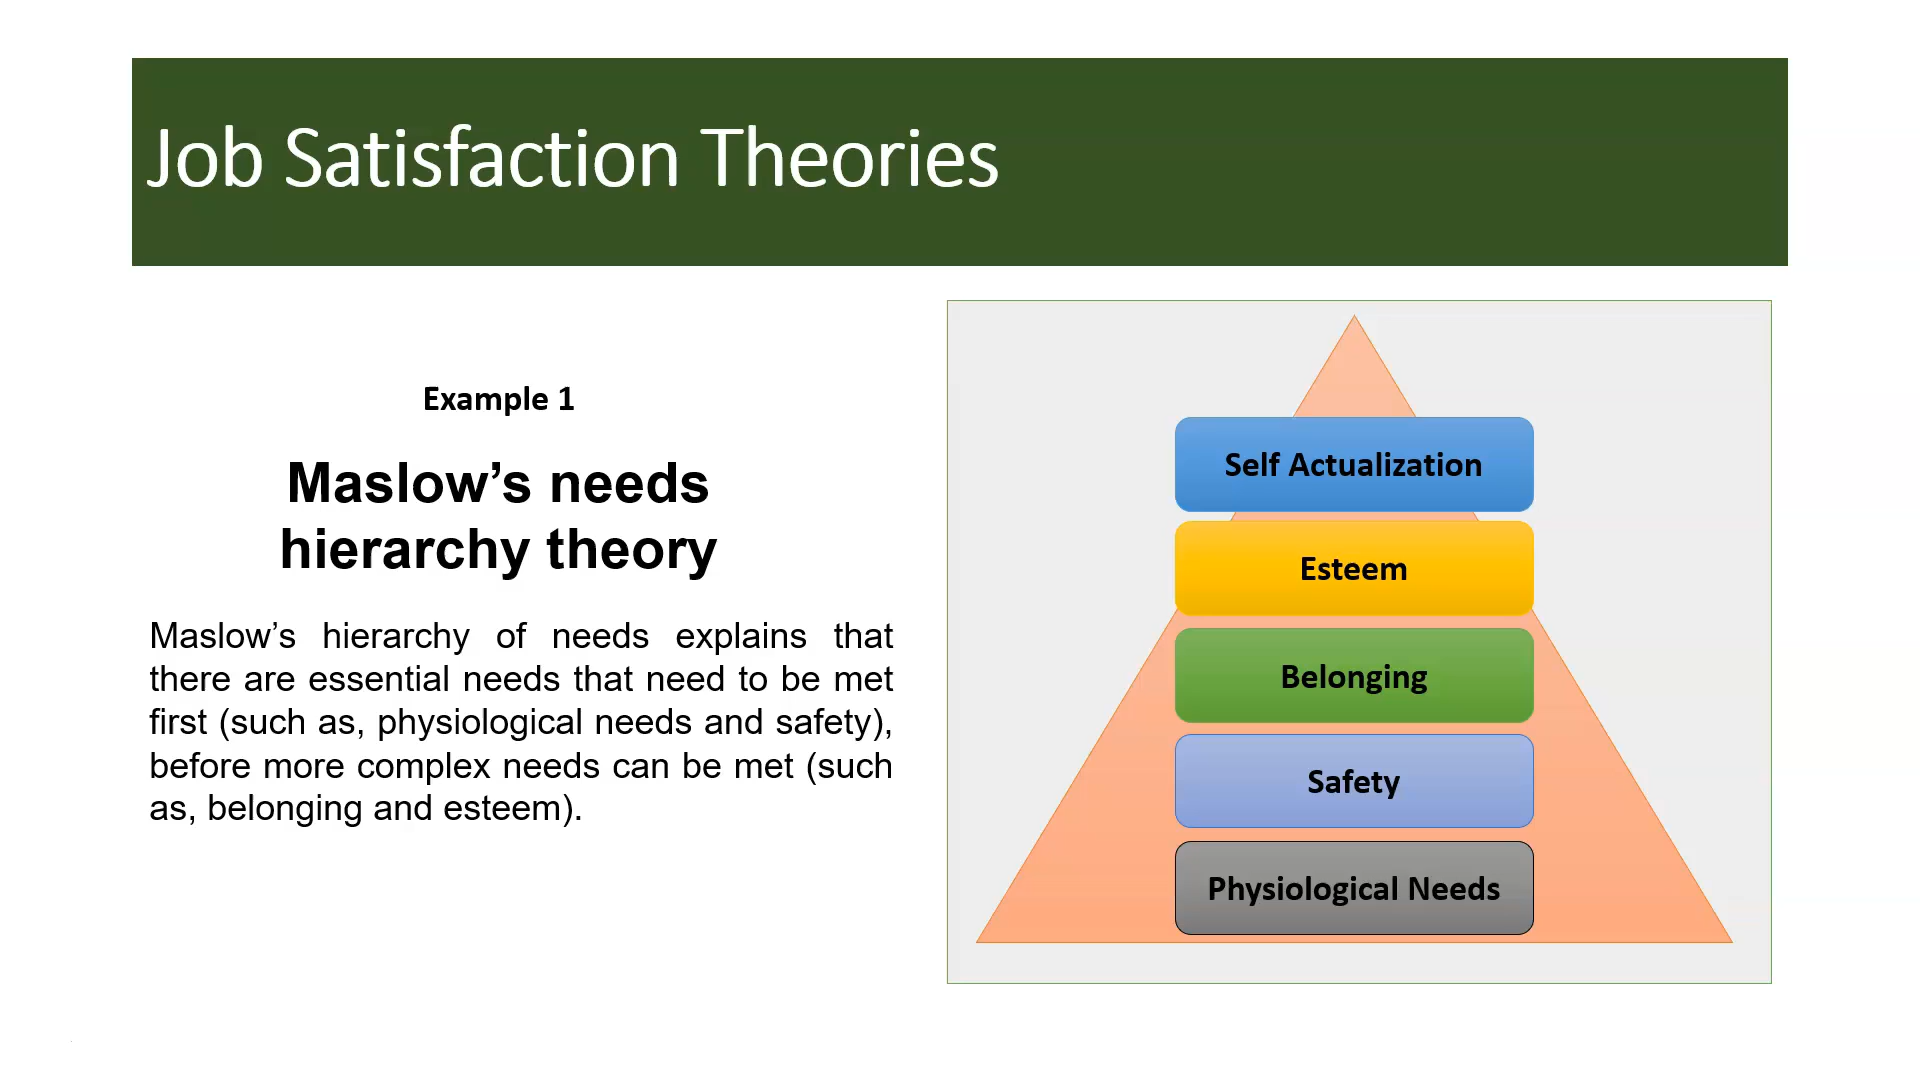 Job Satisfaction Theories
Example 1
Maslow’s needs
hierarchy theory
Maslow’s hierarchy of needs explains that
there are essential needs that need to be met
first (such as, physiological needs and safety),
before more complex needs can be met (such
as, belonging and esteem).
Self Actualization
Esteem
Belonging
Safety
Physiological Needs